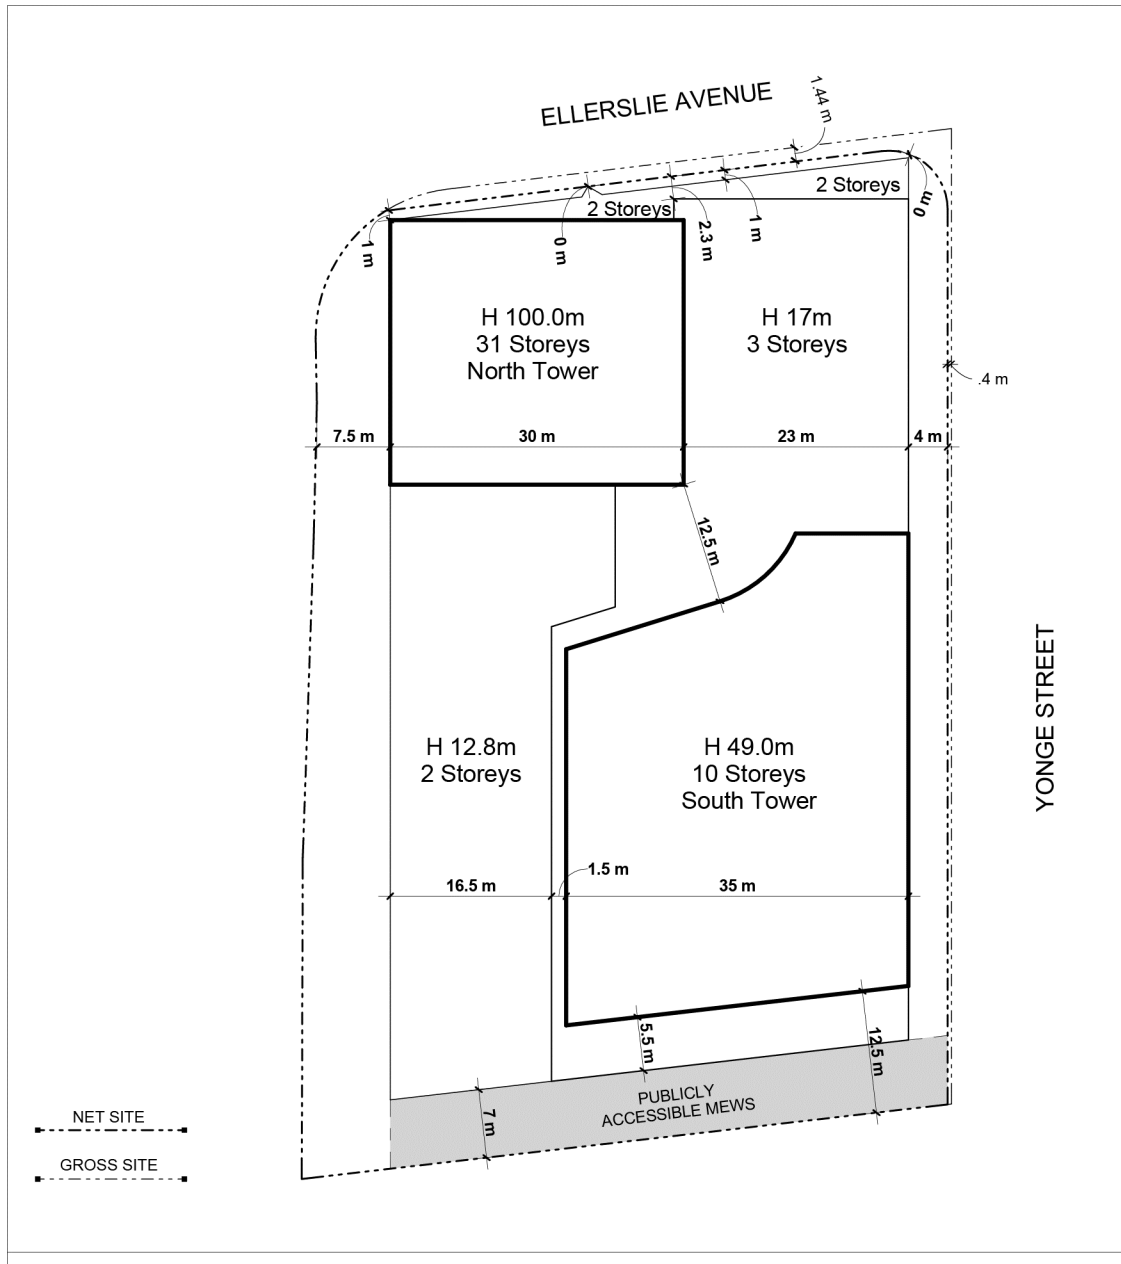 ELLERSLIE AVENUE
1.44 m
2 Storeys
0 m
2 Storeys
1 m
0 m
2.3 m
1 m
H 100.0m
31 Storeys
North Tower
H 17m
3 Storeys
.4 m
7.5 m
30 m
23 m
4 m
12.5 m
YONGE STREET
H 12.8m
2 Storeys
H 49.0m
10 Storeys
South Tower
1.5 m
16.5 m
35 m
5.5 m
12.5 m
PUBLICLY
ACCESSIBLE MEWS
7 m
NET SITE
GROSS SITE